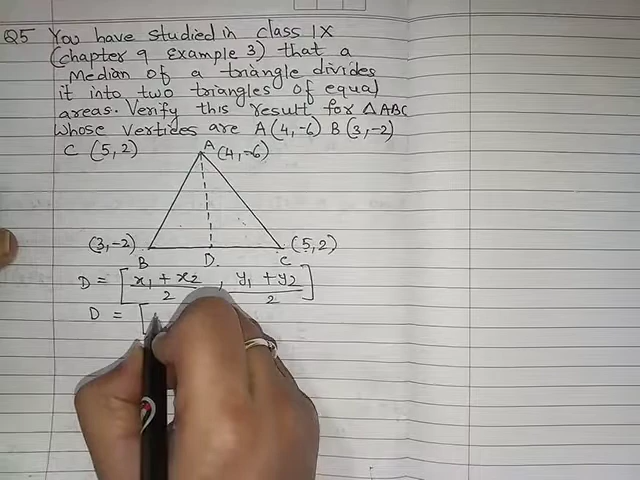 Q5 You have studied in class IX
(chapter 9 Example 3) that a
Median of a triangle divides
it into two triangles of equal
areas. Verify this result for △ABC
whose vertices are A(4,-6) B(3,-2)
C (5,2)
A (4,-6)
(3,-2) (5,2)
B D. C
D = [x₁ + x₂/2 , y₁ + y₂/2]
D = [